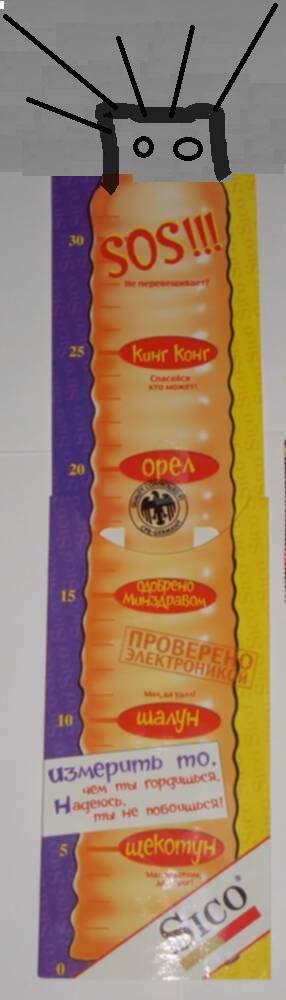 30
SOS!!!
Не перевешивает?
25
Кинг Конг
Спасайся
кто может!
20
орел
15
одобрено
Минздравом
ПРОВЕРЕНО
ЭЛЕКТРОНИКОЙ
10
шалун
измерить то,
чем ты гордишься,
Надеюсь,
ты не побоишься!
5
щекотун
SICO®
0